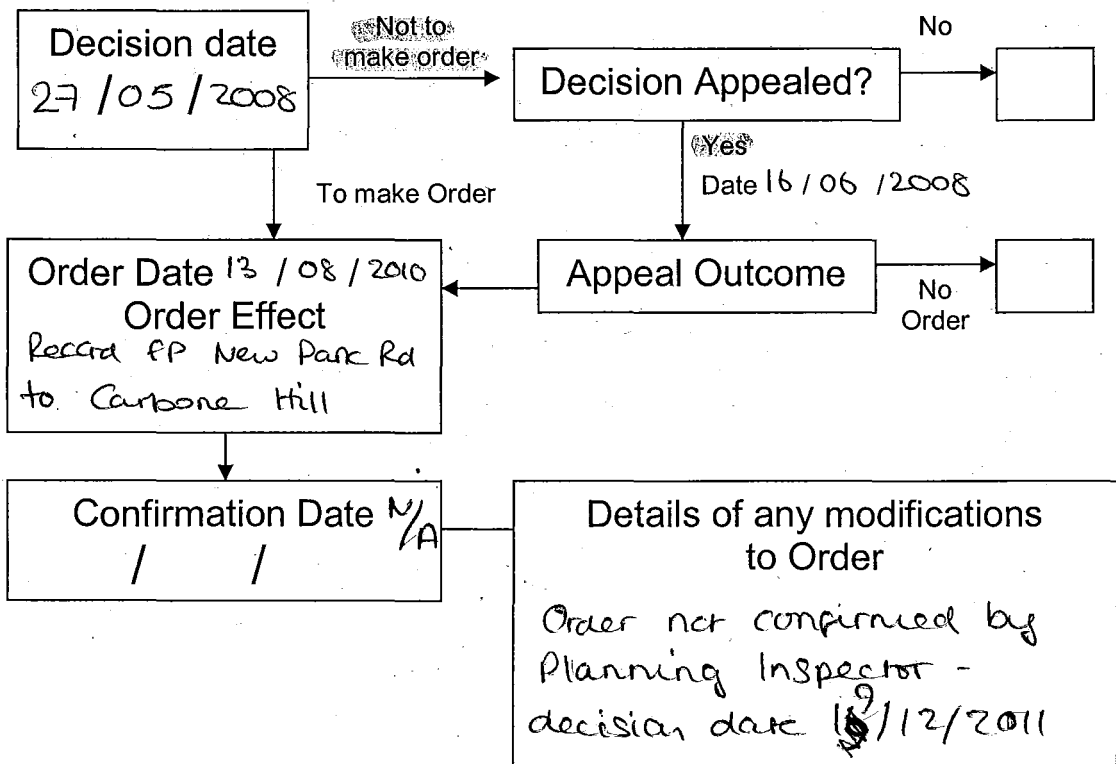 Decision date
27/05/2008
Not to
make order
Decision Appealed?
No
Yes
Date 16/06/2008
To make Order
Order Date 13/08/2010
Order Effect
Record FP New Park Rd
to Carbone Hill
Appeal Outcome
No
Order
Confirmation Date N/A
/ /
Details of any modifications
to Order
Order not confirmed by
Planning Inspector -
decision date /12/2011